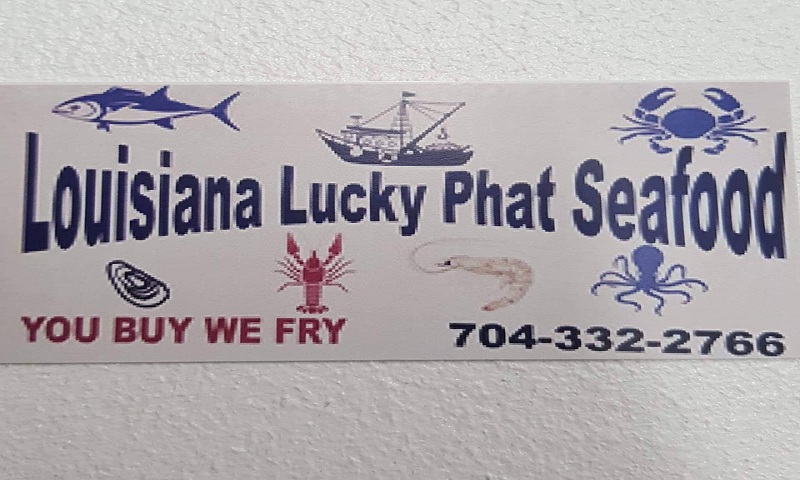 Louisiana Lucky Phat Seafood
YOU BUY WE FRY
704-332-2766